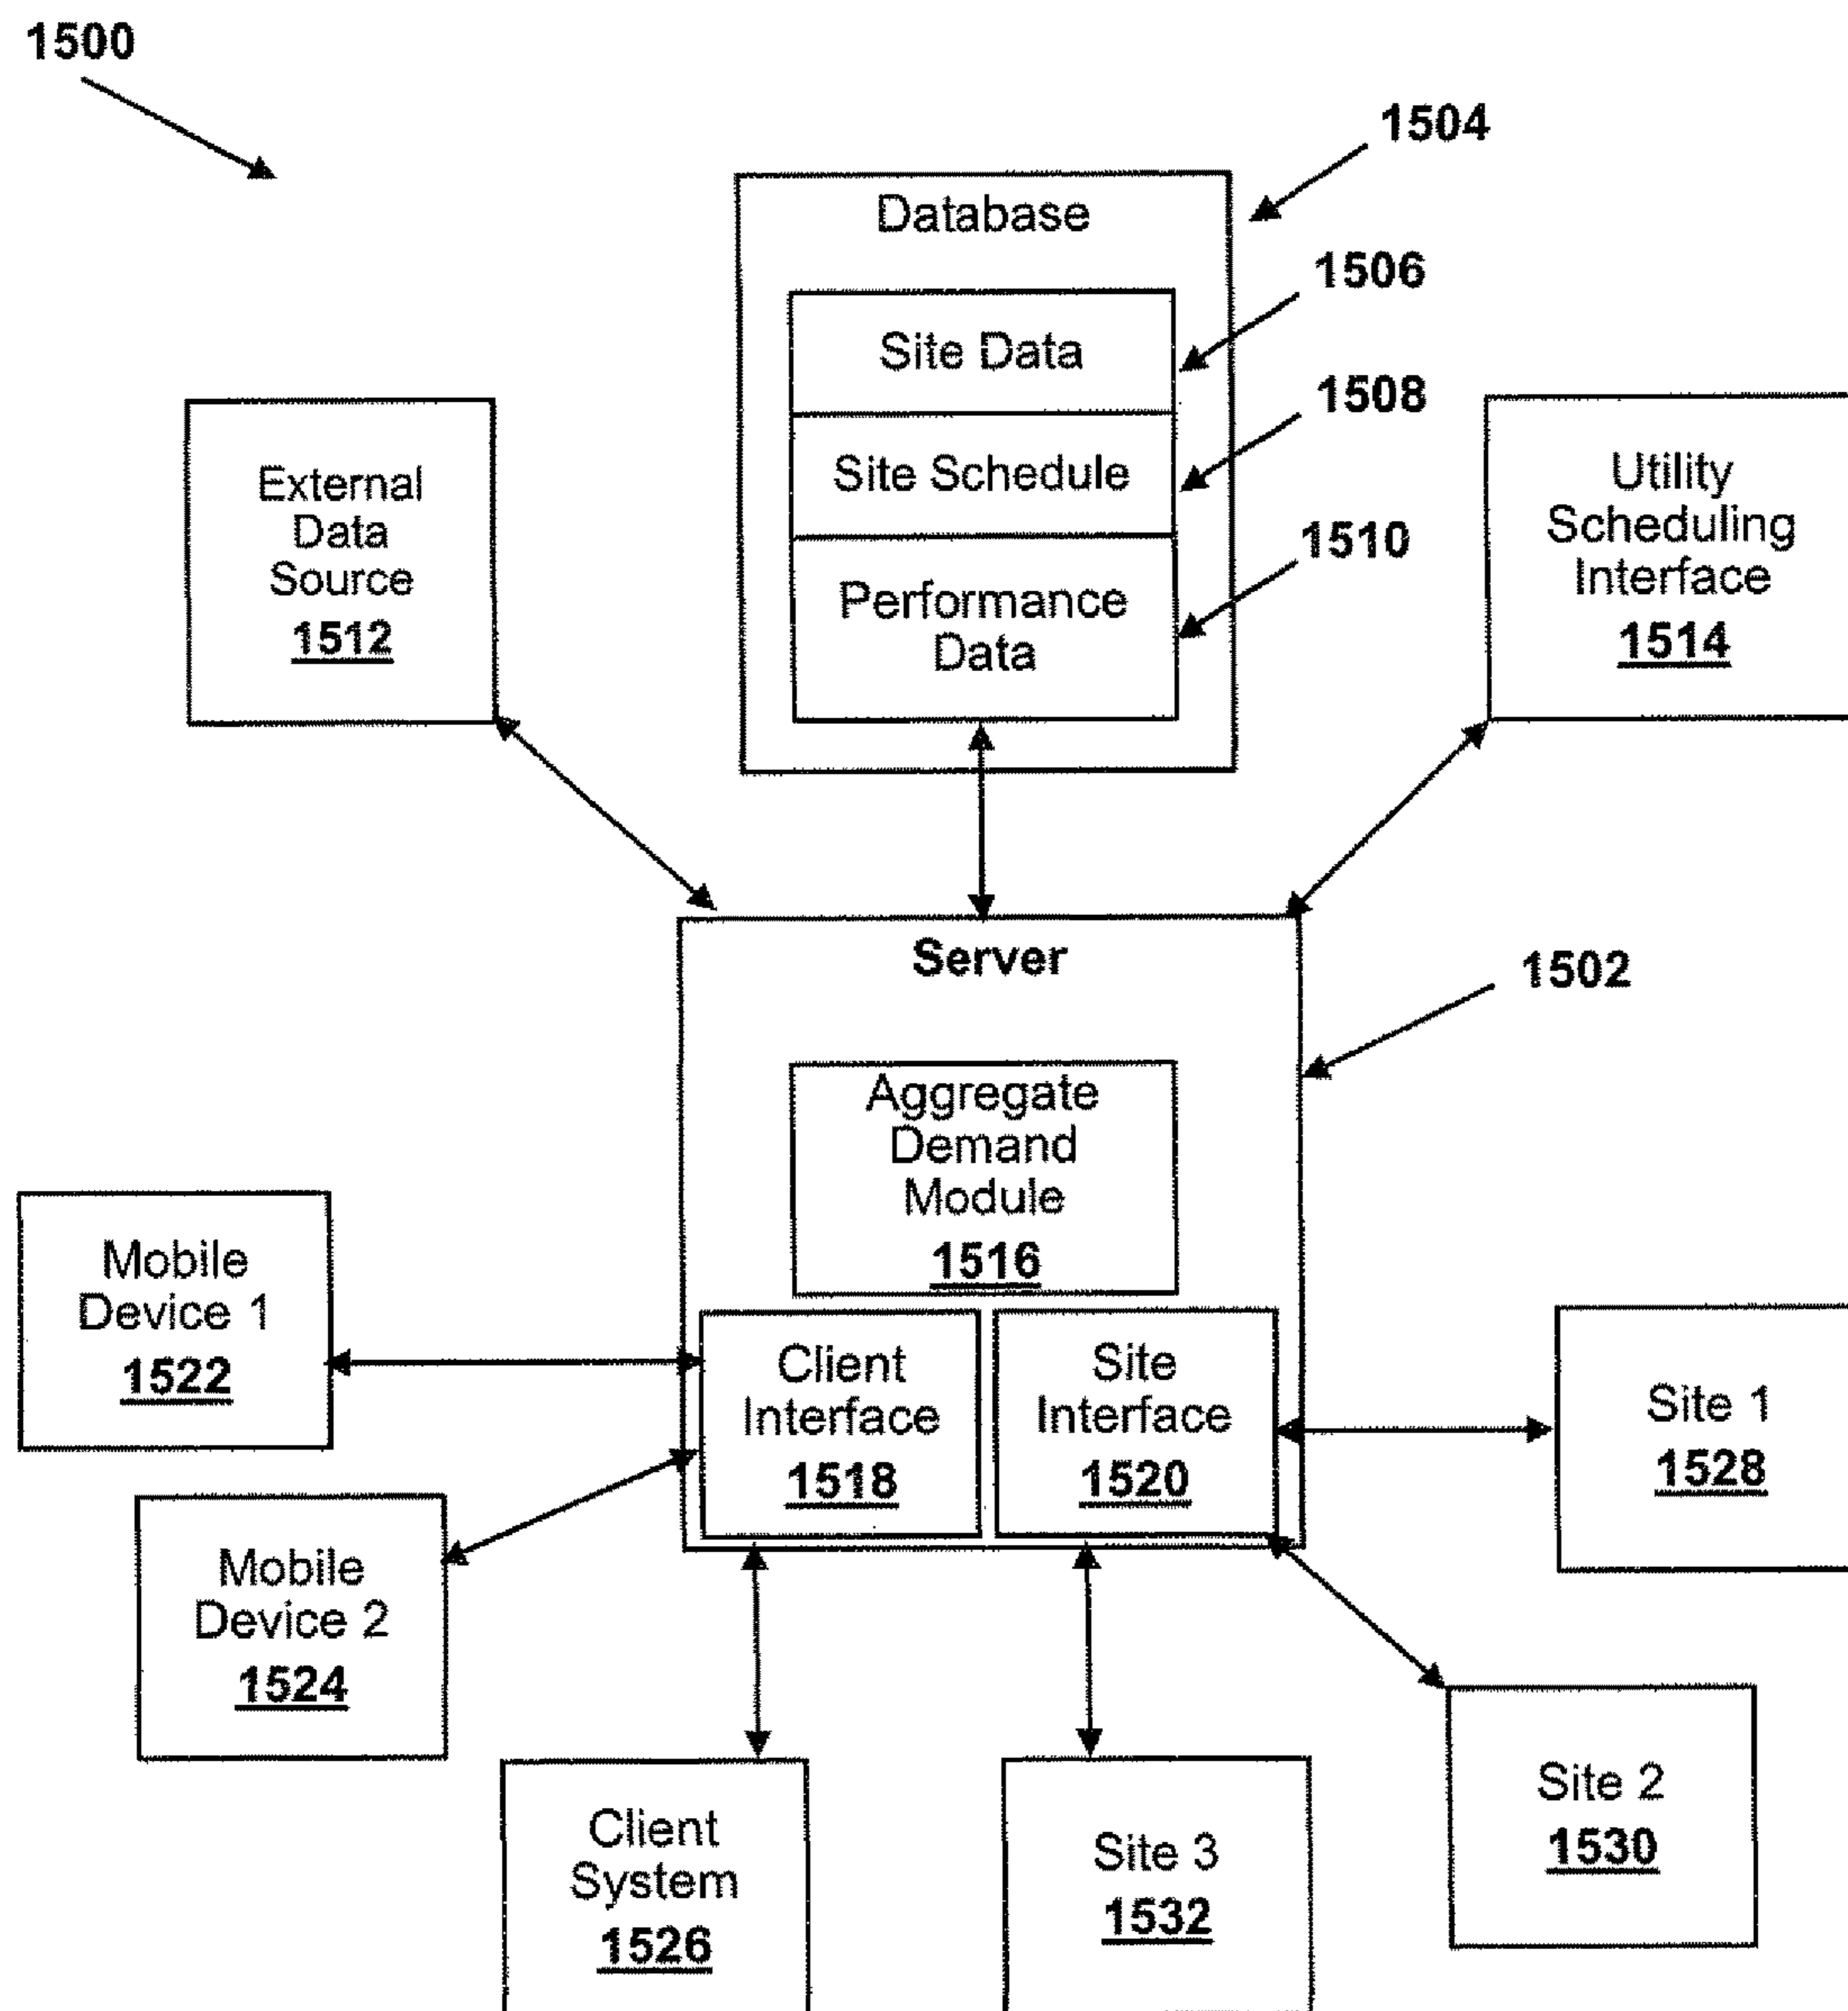 1500
1504
Database
1506
Site Data
1508
Site Schedule
1510
Performance
Data
External
Data
Source
1512
Utility
Scheduling
Interface
1514
Server
1502
Aggregate
Demand
Module
1516
Mobile
Device 1
1522
Client
Interface
1518
Site
Interface
1520
Site 1
1528
Mobile
Device 2
1524
Site 2
1530
Client
System
1526
Site 3
1532